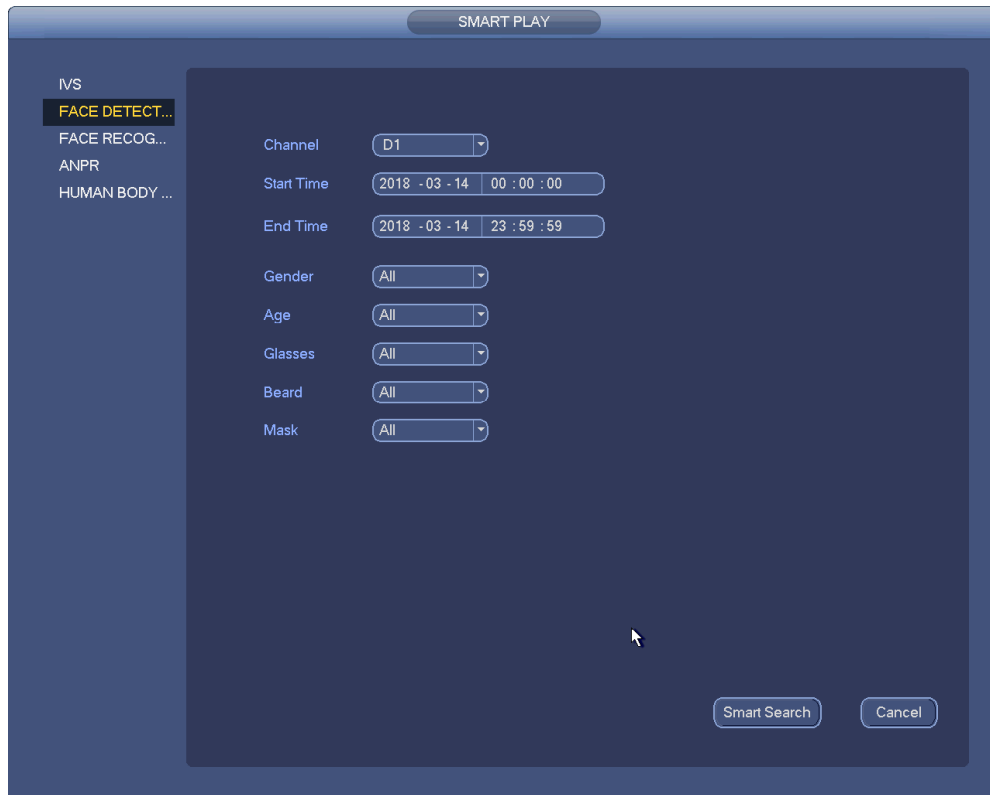 SMART PLAY
IVS
FACE DETECT...
FACE RECOG...
ANPR
HUMAN BODY ...
Channel D1
Start Time 2018 - 03 - 14 00 : 00 : 00
End Time 2018 - 03 - 14 23 : 59 : 59
Gender All
Age All
Glasses All
Beard All
Mask All
Smart Search Cancel